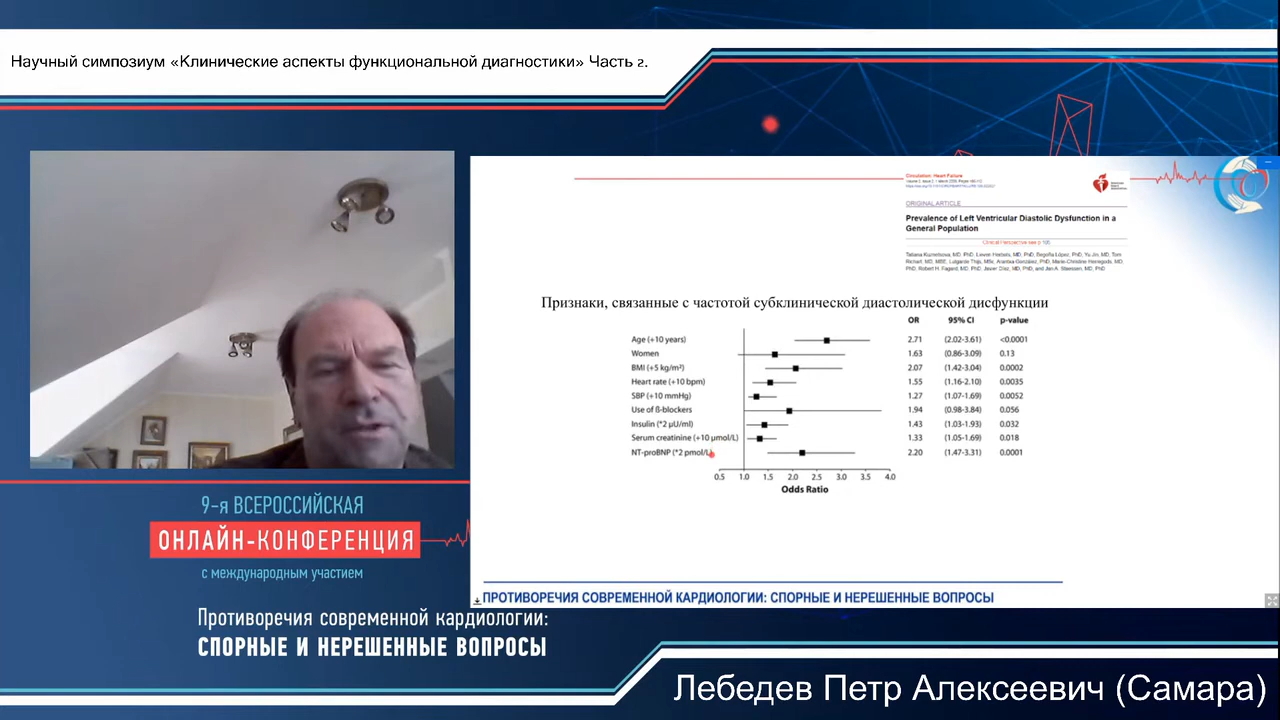 Научный симпозиум «Клинические аспекты функциональной диагностики» Часть 2.
Circulation: Heart Failure
ORIGINAL ARTICLE
Prevalence of Left Ventricular Diastolic Dysfunction in a
General Population
Признаки, связанные с частотой субклинической диастолической дисфункции
OR 95% CI p-value
Age (+10 years) 2.71 (2.02-3.61) <0.0001
Women 1.63 (0.86-3.09) 0.13
BMI (+5 kg/m²) 2.07 (1.42-3.04) 0.0002
Heart rate (+10 bpm) 1.55 (1.16-2.10) 0.0035
SBP (+10 mmHg) 1.27 (1.07-1.69) 0.0052
Use of ß-blockers 1.94 (0.98-3.84) 0.056
Insulin (*2 µU/ml) 1.43 (1.03-1.93) 0.032
Serum creatinine (+10 µmol/L) 1.33 (1.05-1.69) 0.018
NT-proBNP (*2 pmol/L) 2.20 (1.47-3.31) 0.0001
0.5 1.0 1.5 2.0 2.5 3.0 3.5 4.0
Odds Ratio
ПРОТИВОРЕЧИЯ СОВРЕМЕННОЙ КАРДИОЛОГИИ: СПОРНЫЕ И НЕРЕШЕННЫЕ ВОПРОСЫ
9-я ВСЕРОССИЙСКАЯ
ОНЛАЙН-КОНФЕРЕНЦИЯ
с международным участием
Противоречия современной кардиологии:
СПОРНЫЕ И НЕРЕШЕННЫЕ ВОПРОСЫ
Лебедев Петр Алексеевич (Самара)